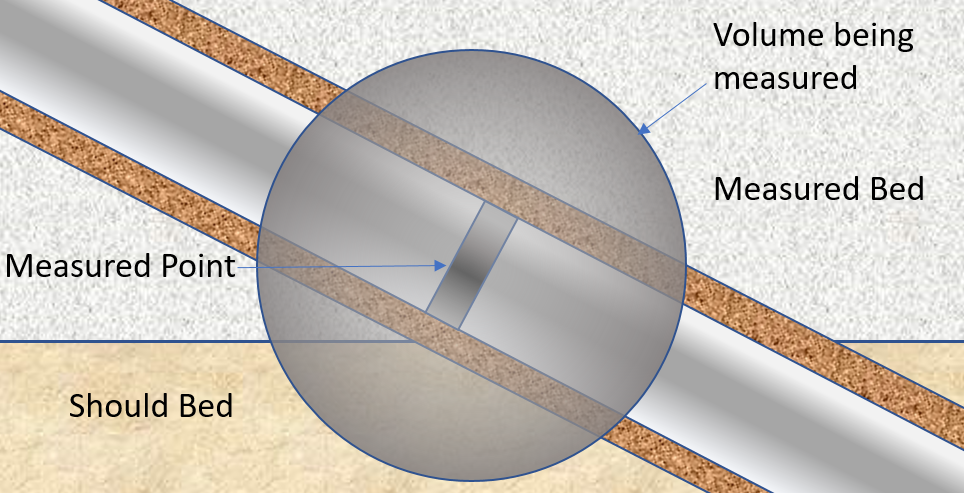 Volume being
measured
Measured Bed
Measured Point
Should Bed